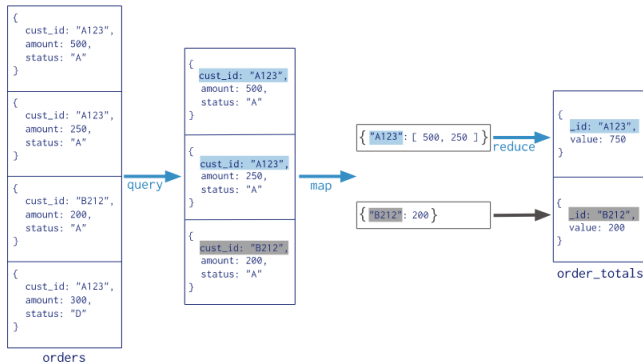 {
cust_id: "A123",
amount: 500,
status: "A"
}
{
cust_id: "A123",
amount: 250,
status: "A"
}
{
cust_id: "B212",
amount: 200,
status: "A"
}
{
cust_id: "A123",
amount: 300,
status: "D"
}
orders
query
{
cust_id: "A123",
amount: 500,
status: "A"
}
{
cust_id: "A123",
amount: 250,
status: "A"
}
{
cust_id: "B212",
amount: 200,
status: "A"
}
map
{"A123": [ 500, 250 ]}
{"B212": 200}
reduce
{
_id: "A123",
value: 750
}
{
_id: "B212",
value: 200
}
order_totals